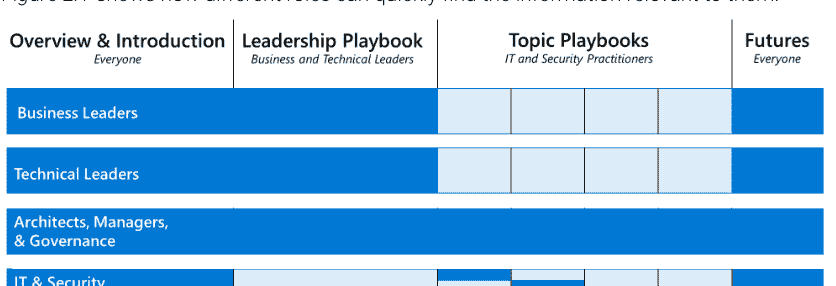 Overview & Introduction
Everyone
Leadership Playbook
Business and Technical Leaders
Topic Playbooks
IT and Security Practitioners
Futures
Everyone
Business Leaders
Technical Leaders
Architects, Managers,
& Governance
IT & Security